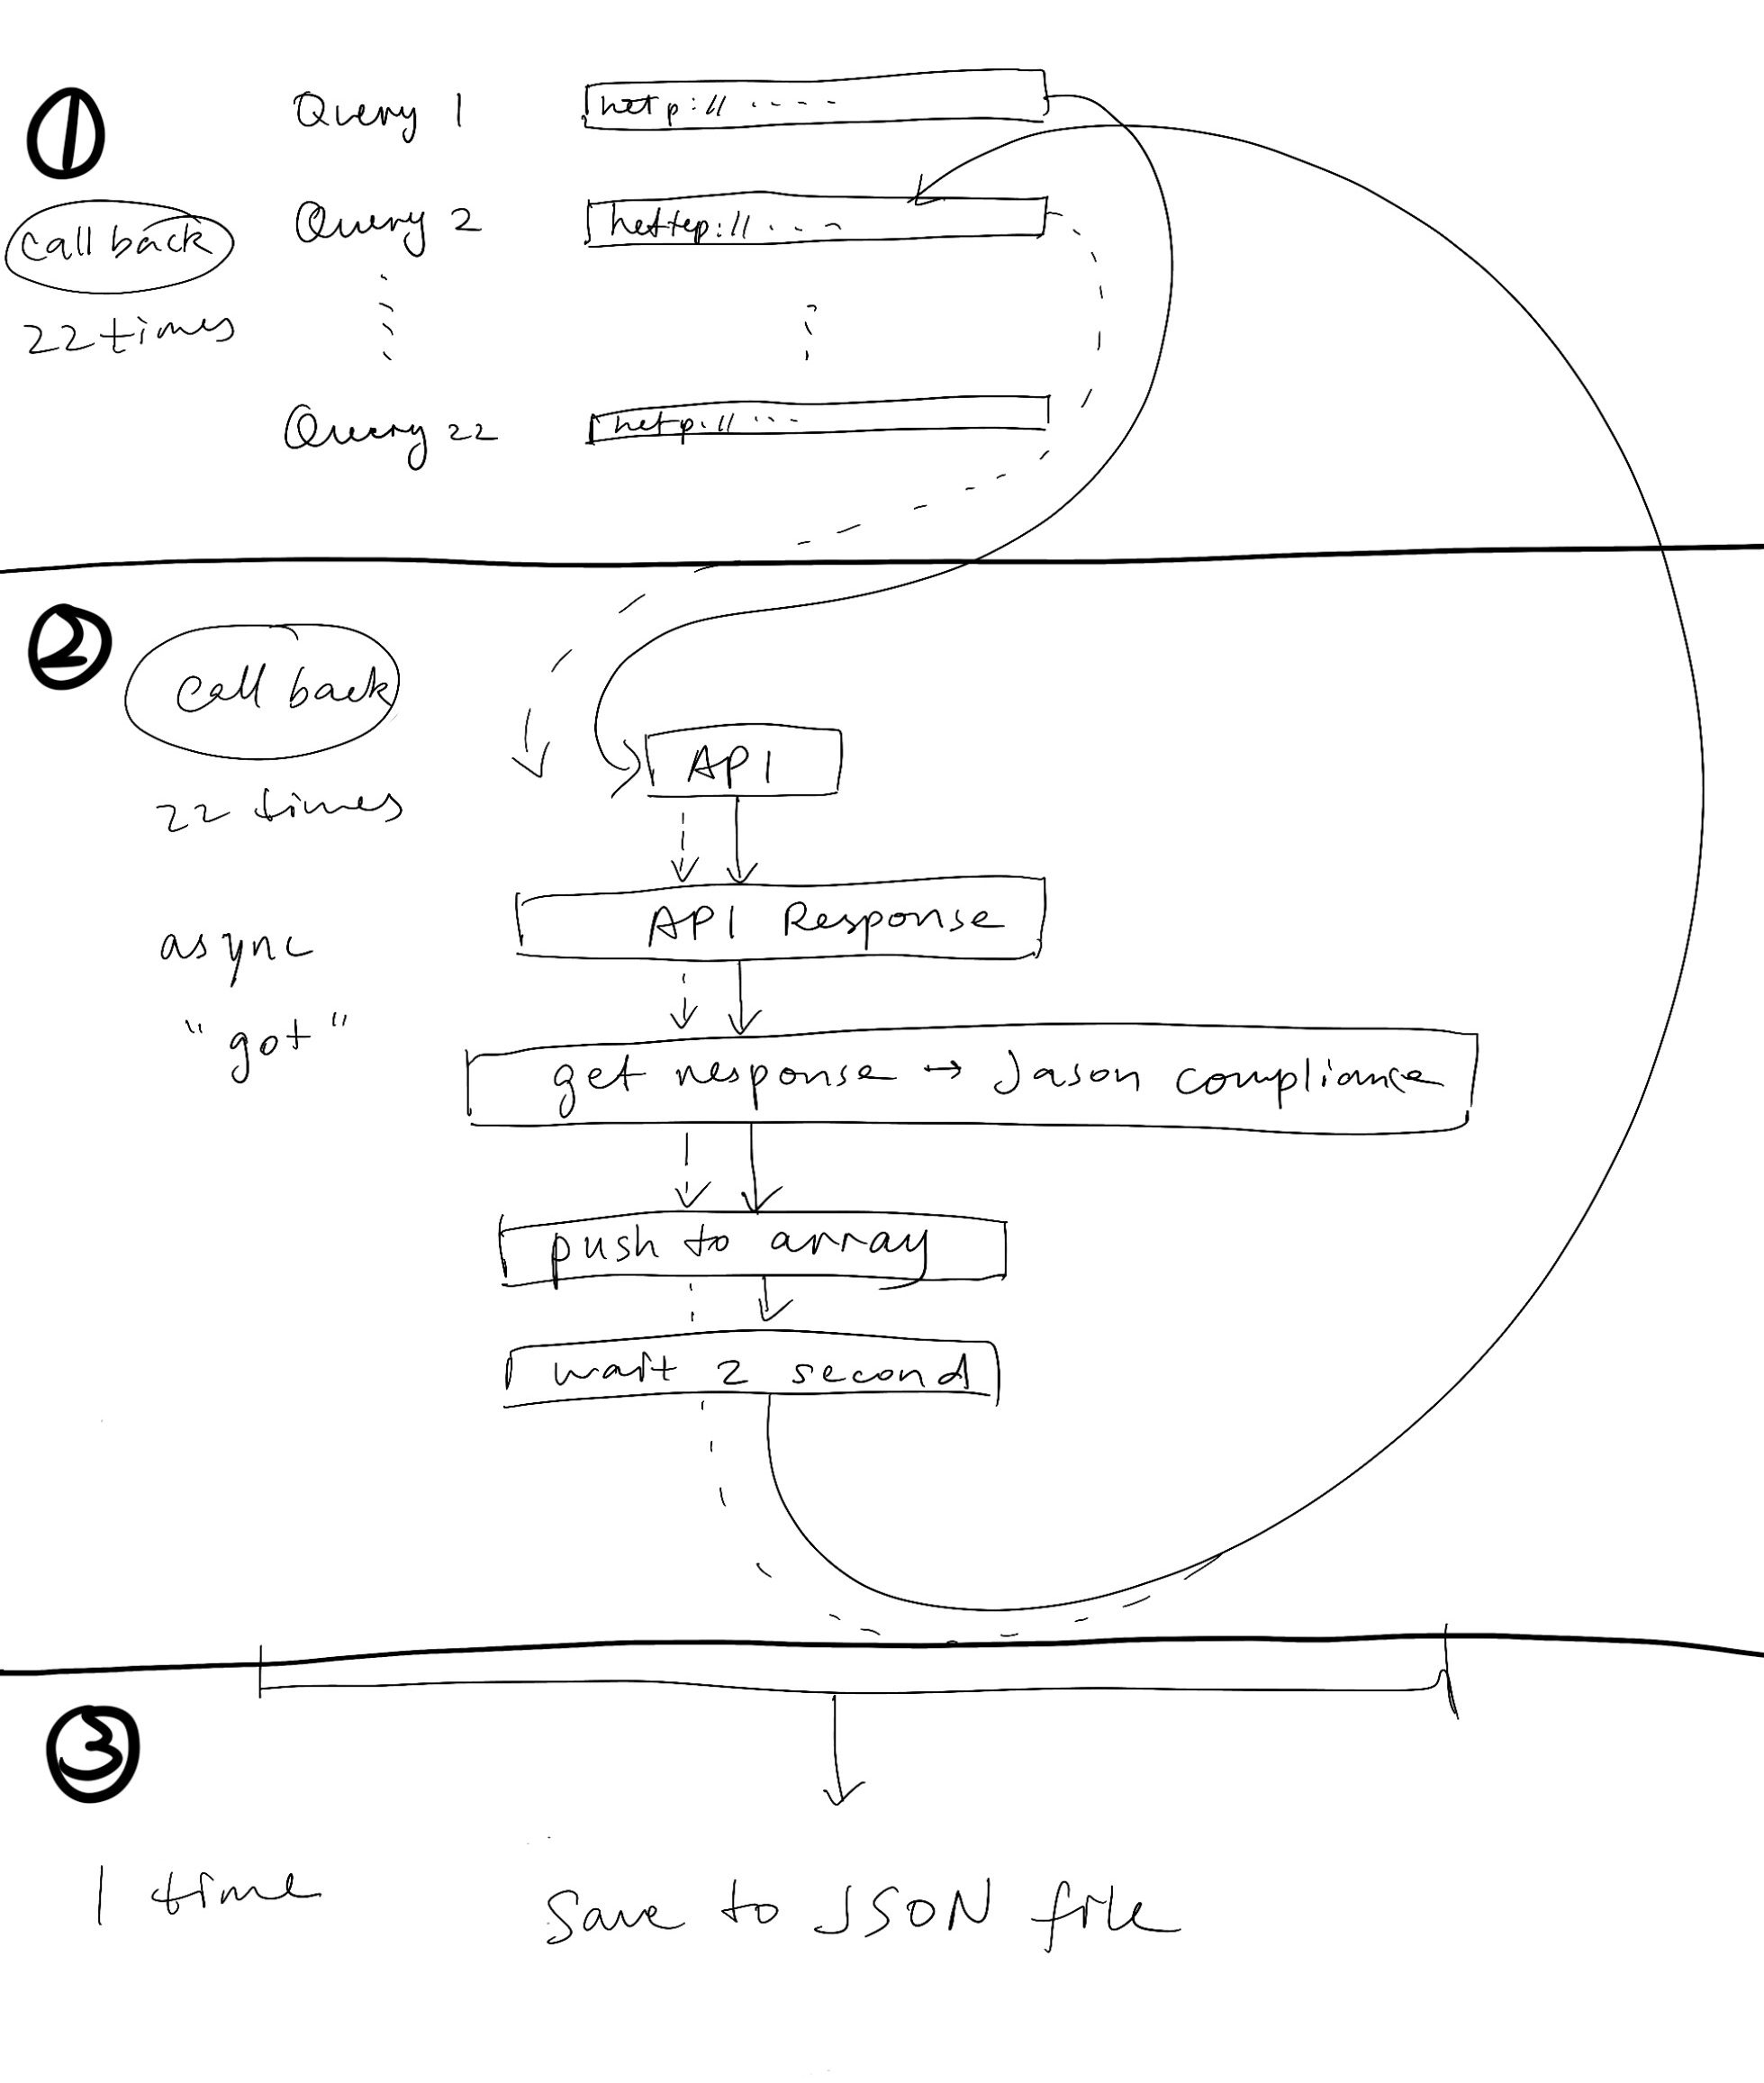 1
Query 1 http://....
call back
Query 2 http://...
22 times
Query 22 http://...
2
call back
API
22 times
API Response
async
"got"
get response → Jason compliance
push to array
wait 2 second
3
1 time
Save to JSON file